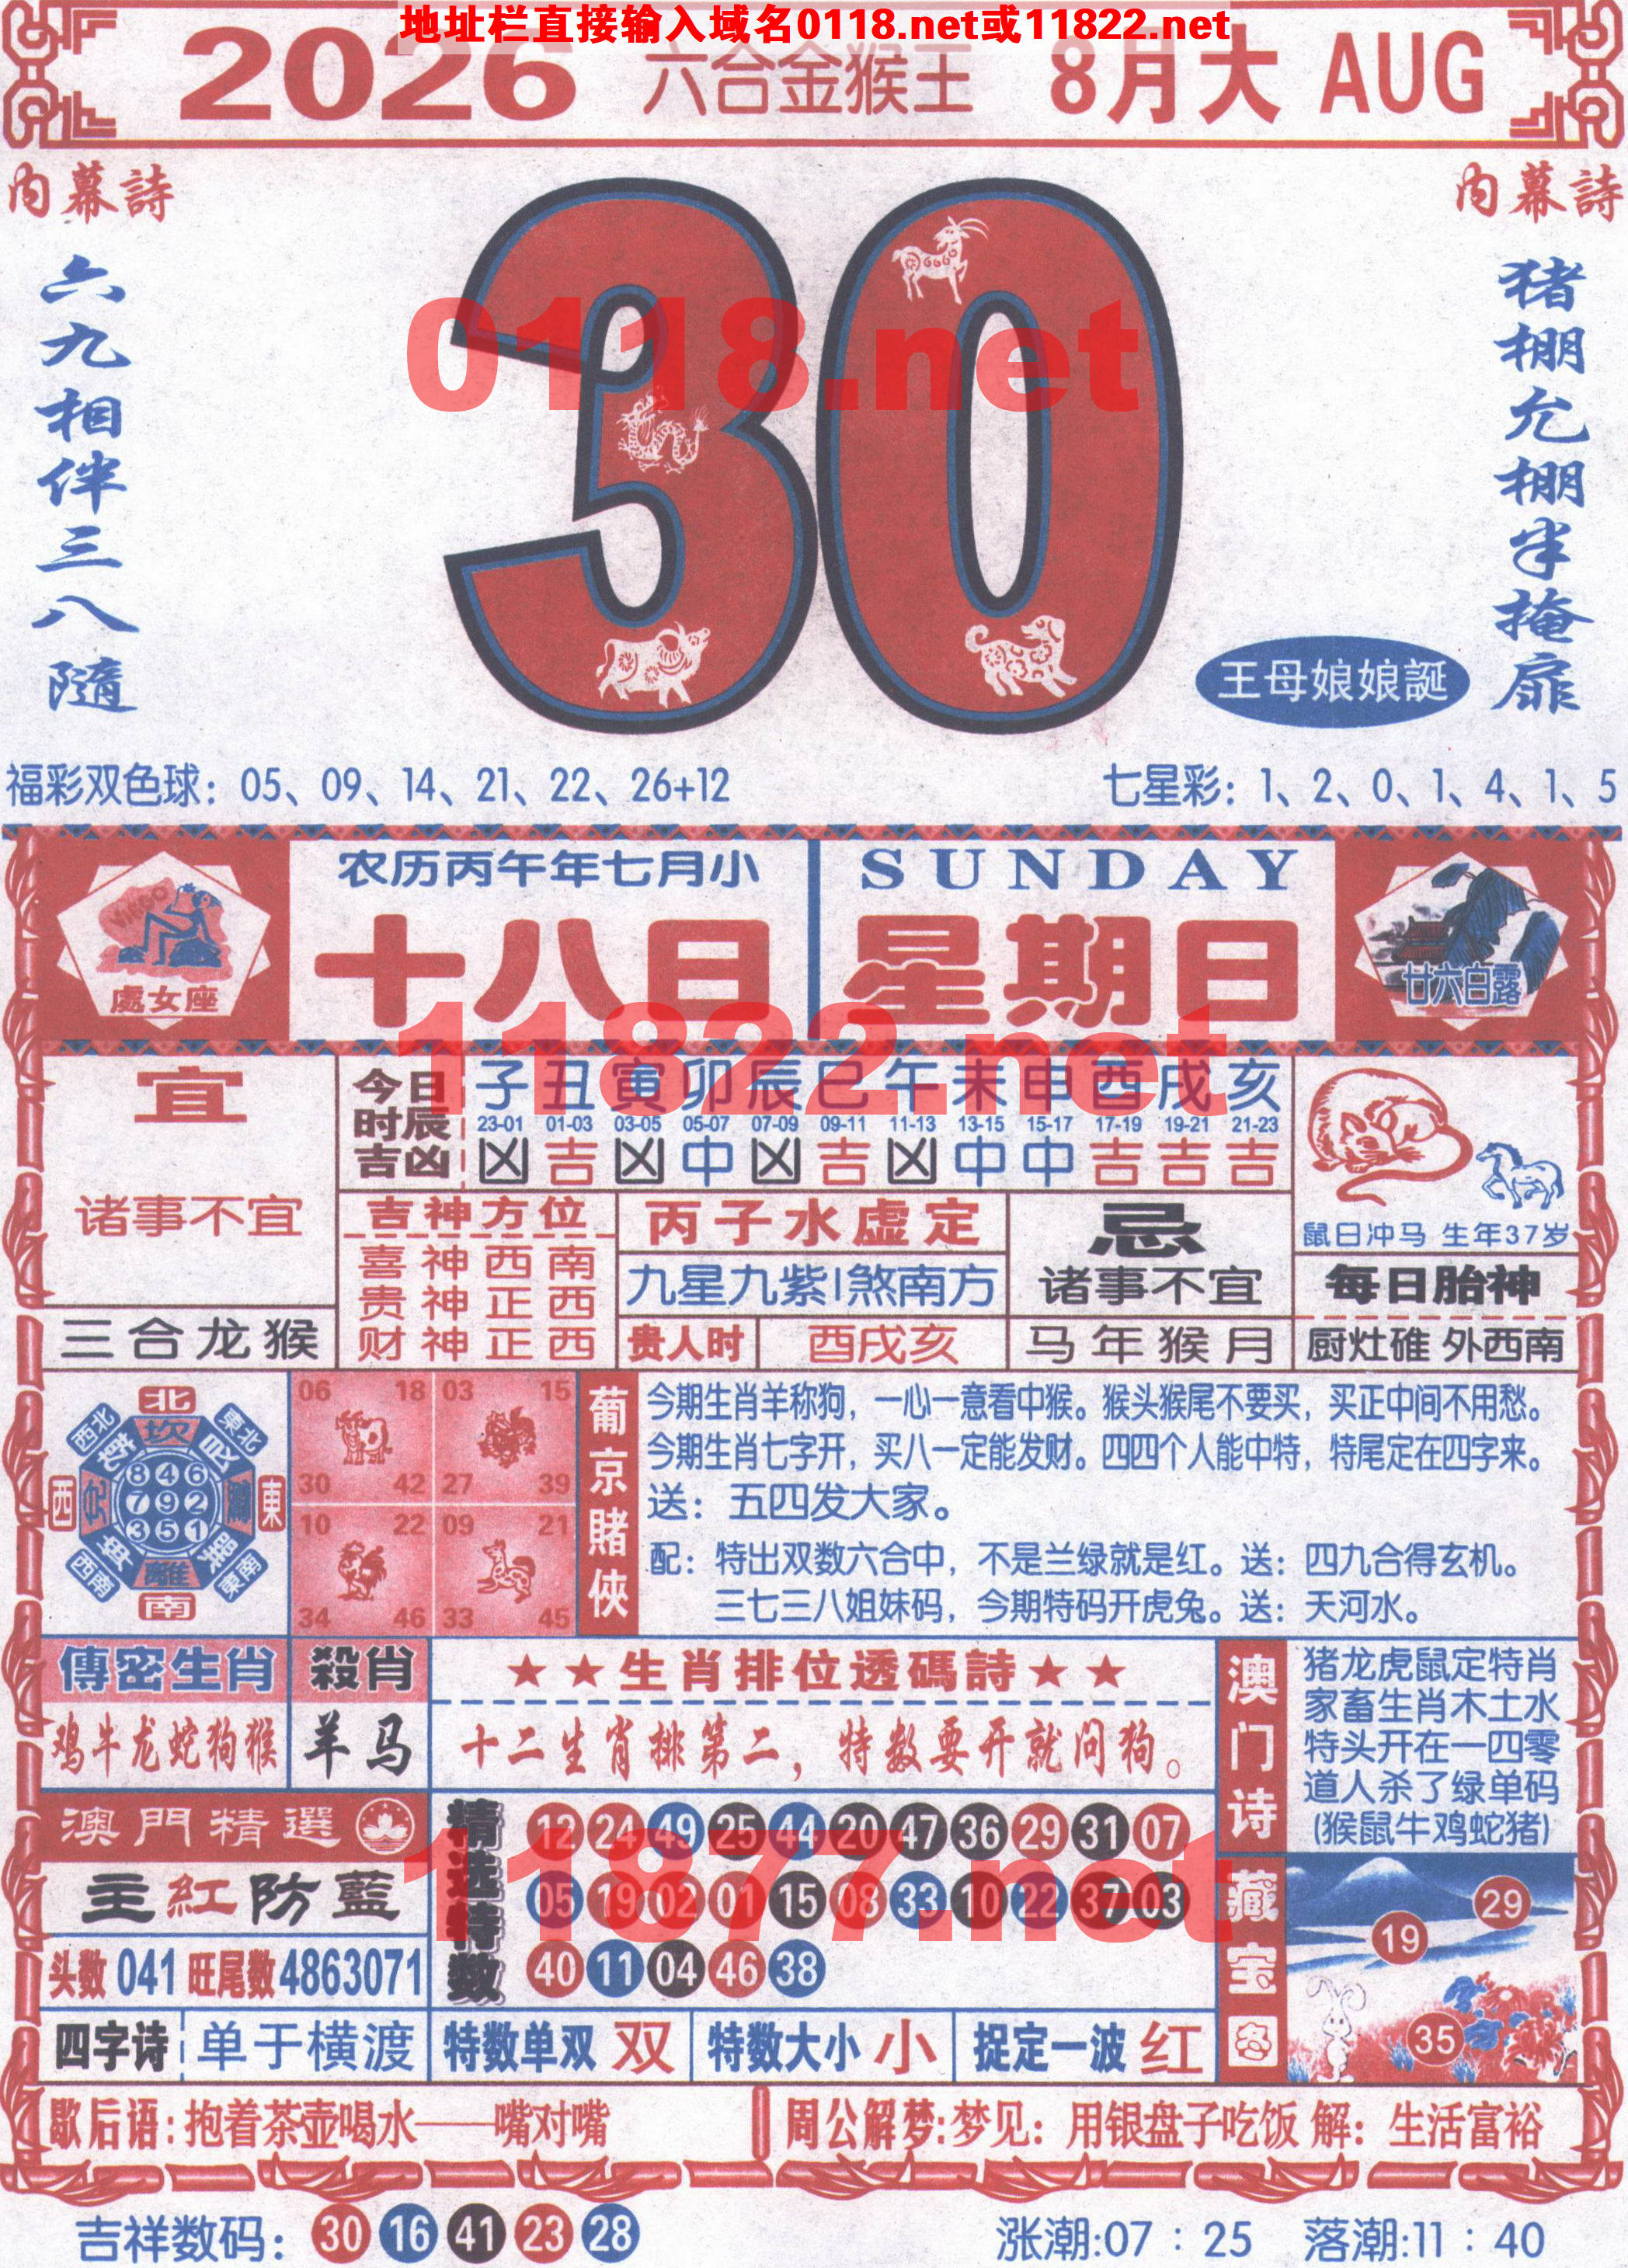 地址栏直接输入域名0118.net或11822.net
2026 六合金猴王 8月大 AUG
内幕詩
六九相伴三八隨
30
0118.net
内幕詩
猪棚允棚半掩扉
王母娘娘誕
福彩双色球：05、09、14、21、22、26+12
七星彩：1、2、0、1、4、1、5
VIRGO
處女座
农历丙午年七月小
十八日
SUNDAY
星期日
廿六白露
11822.net
宜
诸事不宜
三合龙猴
今日时辰吉凶
子 丑 寅 卯 辰 巳 午 未 申 酉 戌 亥
23-01 01-03 03-05 05-07 07-09 09-11 11-13 13-15 15-17 17-19 19-21 21-23
凶 吉 凶 中 凶 吉 凶 中 中 吉 吉 吉
吉神方位
喜神西南
贵神正西
财神正西
丙子水虚定
九星九紫|煞南方
贵人时 酉戌亥
忌
诸事不宜
马年猴月
鼠日冲马 生年37岁
每日胎神
厨灶碓 外西南
北
西北 坎 東北
西 東
846
792
351
西南 離 東南
南
06 18 03 15
30 42 27 39
10 22 09 21
34 46 33 45
葡京賭俠
今期生肖羊称狗，一心一意看中猴。猴头猴尾不要买，买正中间不用愁。
今期生肖七字开，买八一定能发财。四四个人能中特，特尾定在四字来。
送：五四发大家。
配：特出双数六合中，不是兰绿就是红。送：四九合得玄机。
三七三八姐妹码，今期特码开虎兔。送：天河水。
傳密生肖
鸡牛龙蛇狗猴
殺肖
羊马
★★生肖排位透碼詩★★
十二生肖排第二，特数要开就问狗。
澳门诗
猪龙虎鼠定特肖
家畜生肖木土水
特头开在一四零
道人杀了绿单码
(猴鼠牛鸡蛇猪)
澳門精選
主紅防藍
头数 041 旺尾数4863071
精选特数
12 24 49 25 44 20 47 36 29 31 07
05 19 02 01 15 08 33 10 22 37 03
40 11 04 46 38
11877.net
藏宝图
29
19
35
四字诗 单于横渡
特数单双 双
特数大小 小
捉定一波 红
歇后语：抱着茶壶喝水——嘴对嘴
周公解梦：梦见：用银盘子吃饭 解：生活富裕
吉祥数码：30 16 41 23 28
涨潮:07：25 落潮:11：40